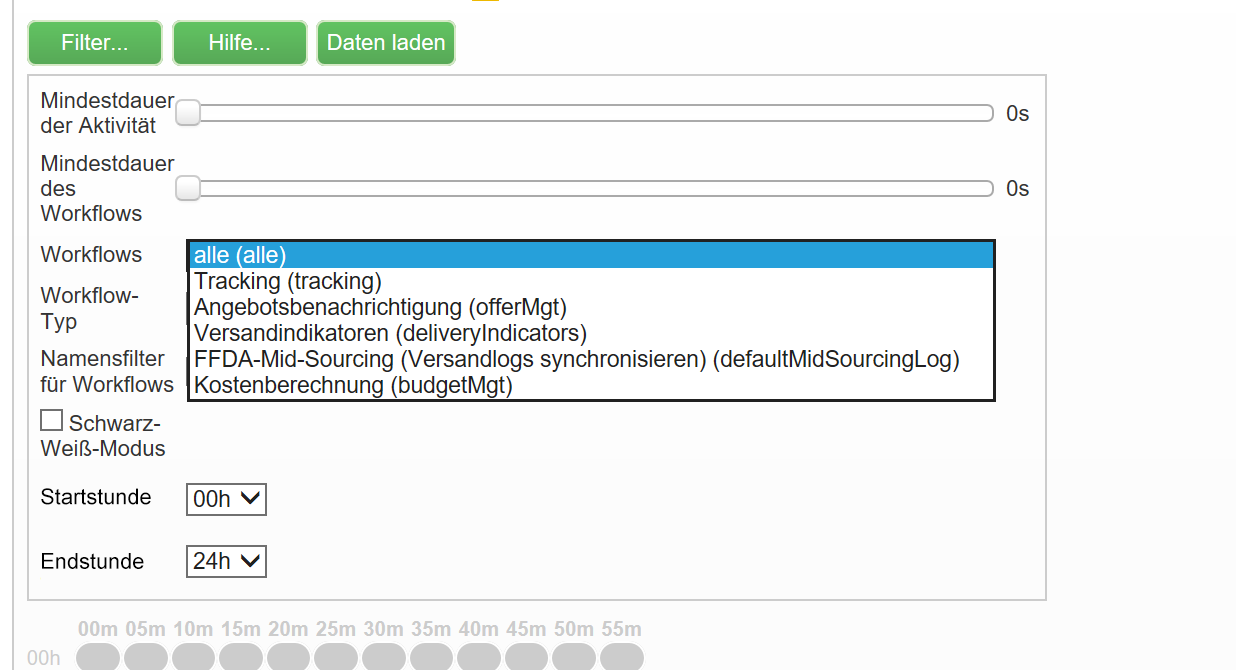 Filter...
Hilfe...
Daten laden
Mindestdauer
der Aktivität
0s
Mindestdauer
des
Workflows
0s
Workflows
alle (alle)
Tracking (tracking)
Angebotsbenachrichtigung (offerMgt)
Versandindikatoren (deliveryIndicators)
FFDA-Mid-Sourcing (Versandlogs synchronisieren) (defaultMidSourcingLog)
Kostenberechnung (budgetMgt)
Workflow-
Typ
Namensfilter
für Workflows
Schwarz-
Weiß-Modus
Startstunde
00h
Endstunde
24h
00m 05m 10m 15m 20m 25m 30m 35m 40m 45m 50m 55m
00h